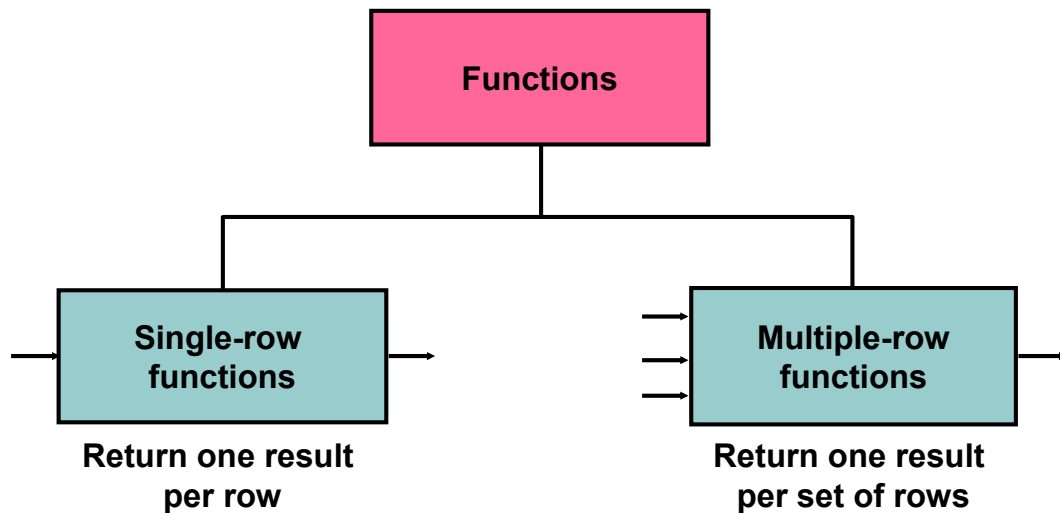 Functions
Single-row
functions
Multiple-row
functions
Return one result
per row
Return one result
per set of rows